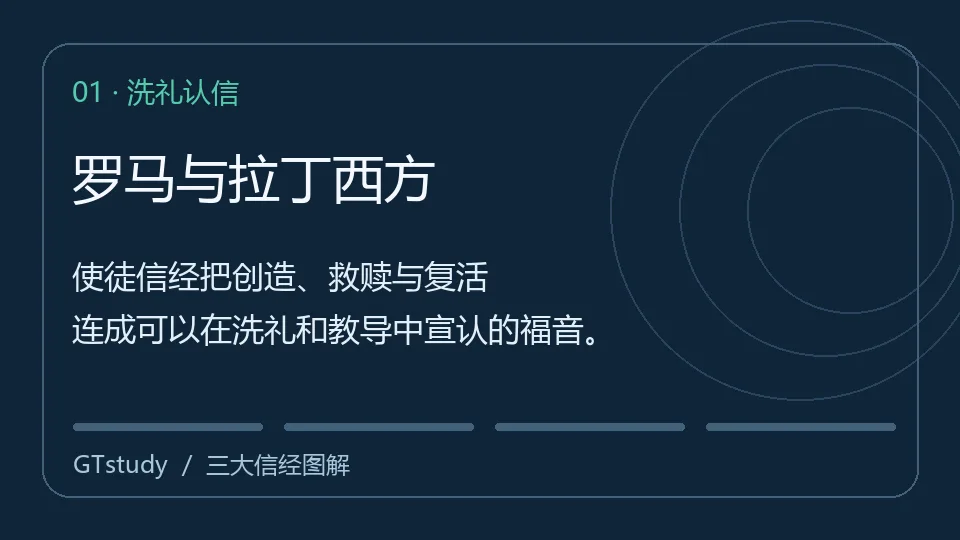 01 · 洗礼认信
罗马与拉丁西方
使徒信经把创造、救赎与复活
连成可以在洗礼和教导中宣认的福音。
GTstudy / 三大信经图解